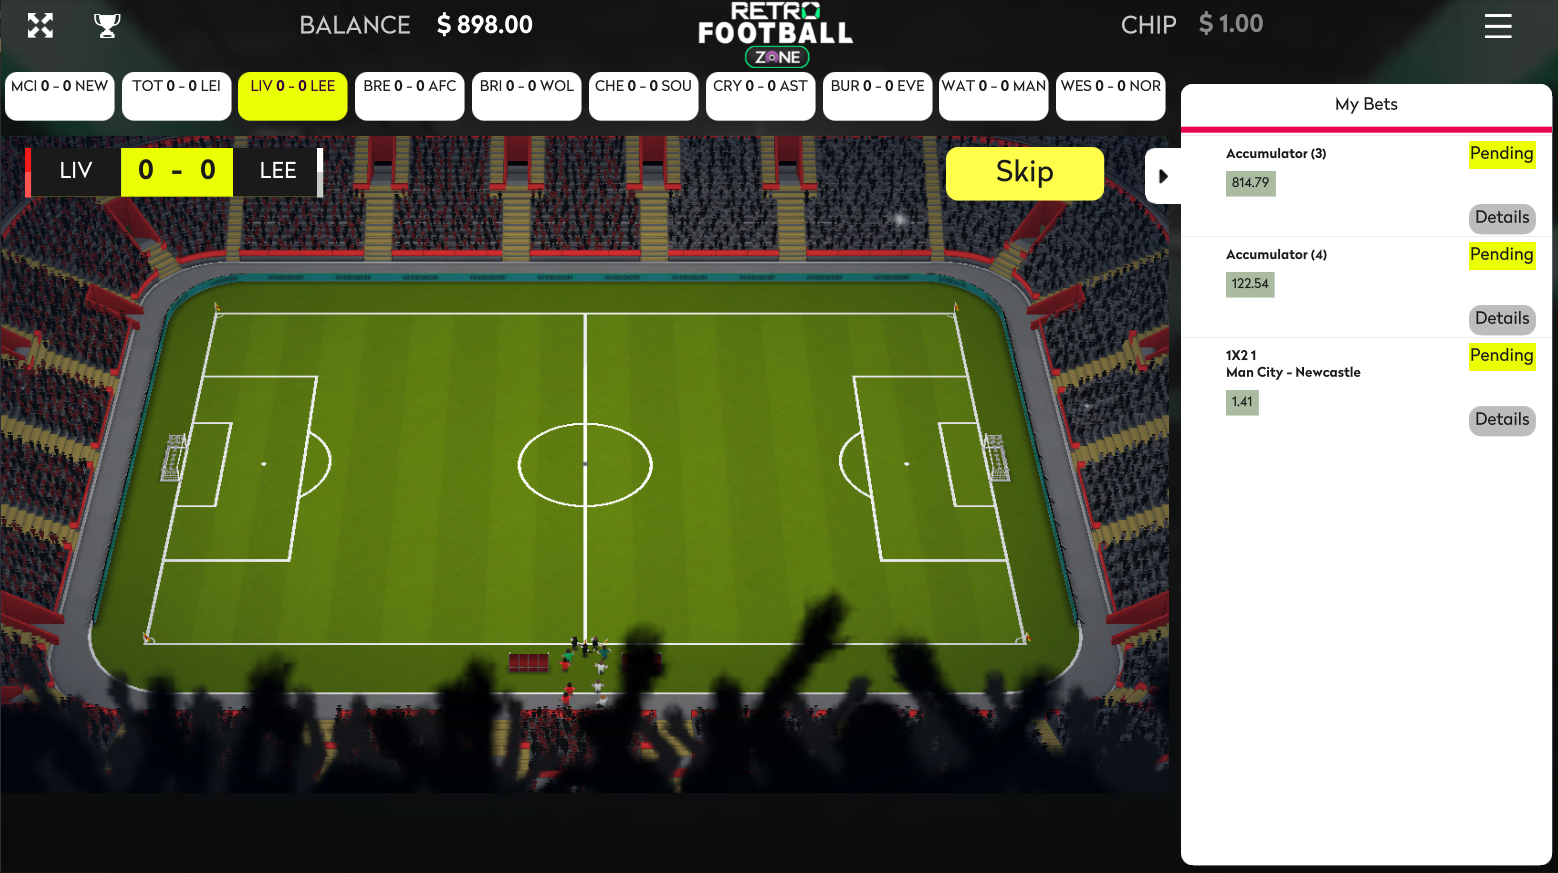 BALANCE $ 898.00
RETRO
FOOTBALL
ZONE
CHIP $ 1.00
MCI 0 - 0 NEW
TOT 0 - 0 LEI
LIV 0 - 0 LEE
BRE 0 - 0 AFC
BRI 0 - 0 WOL
CHE 0 - 0 SOU
CRY 0 - 0 AST
BUR 0 - 0 EVE
WAT 0 - 0 MAN
WES 0 - 0 NOR
LIV 0 - 0 LEE
Skip
My Bets
Accumulator (3)
Pending
814.79
Details
Accumulator (4)
Pending
122.54
Details
1X2 1
Pending
Man City - Newcastle
1.41
Details